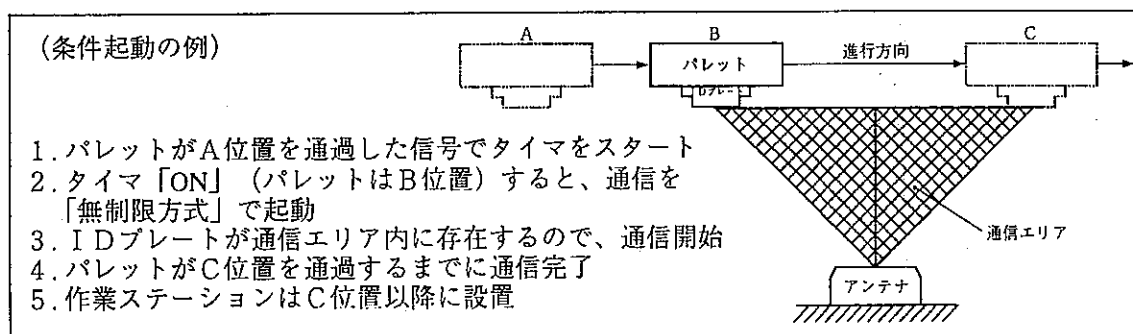 (条件起動の例)
A
B
C
パレット
進行方向
IDプレート
1.パレットがA位置を通過した信号でタイマをスタート
2.タイマ「ON」(パレットはB位置)すると、通信を
「無制限方式」で起動
3.IDプレートが通信エリア内に存在するので、通信開始
4.パレットがC位置を通過するまでに通信完了
5.作業ステーションはC位置以降に設置
通信エリア
アンテナ